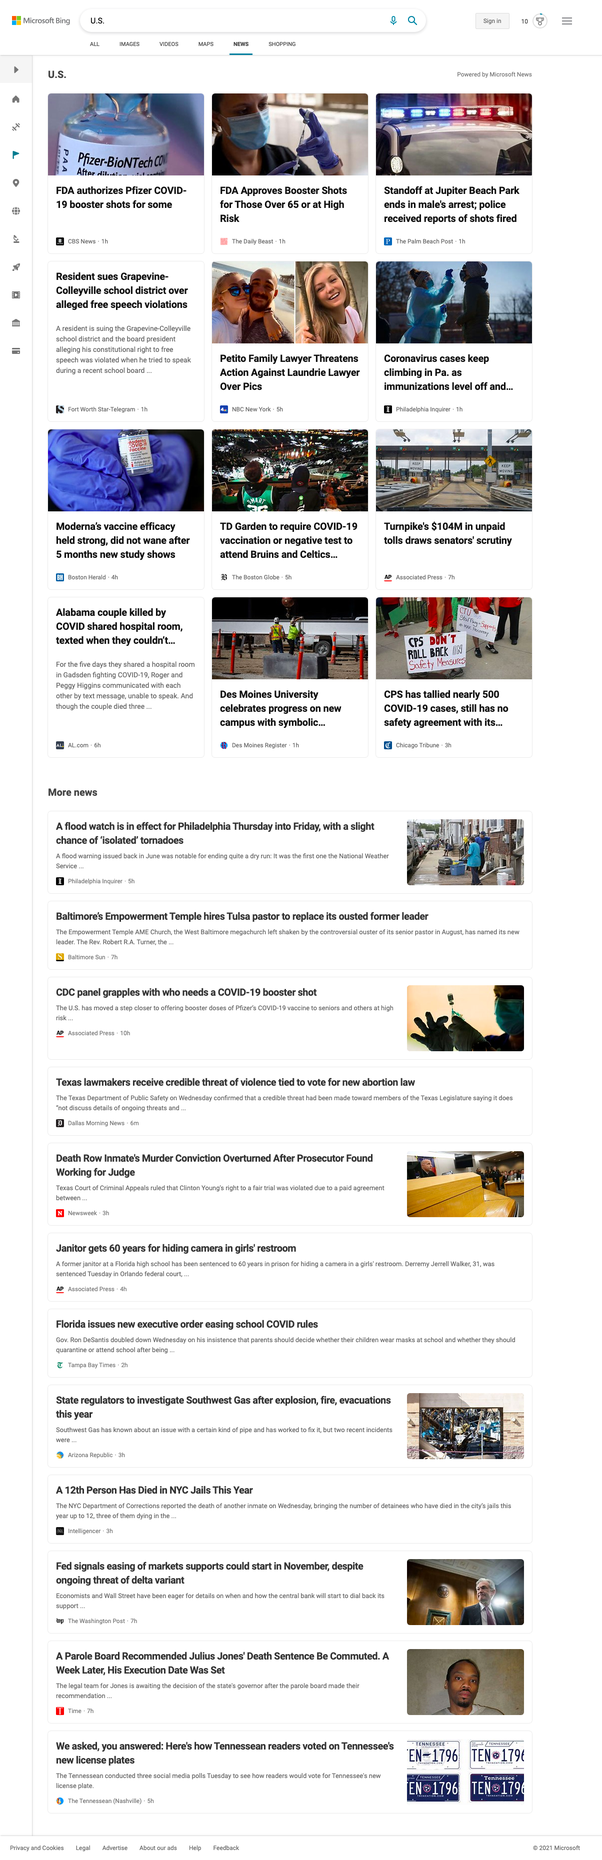 Microsoft Bing
U.S.
Sign in
10
ALL IMAGES VIDEOS MAPS NEWS SHOPPING
U.S.
Powered by Microsoft News
Pfizer-BioNTech COV
After dilution
FDA authorizes Pfizer COVID-
19 booster shots for some
CBS News · 1h
FDA Approves Booster Shots
for Those Over 65 or at High
Risk
The Daily Beast · 1h
Standoff at Jupiter Beach Park
ends in male's arrest; police
received reports of shots fired
The Palm Beach Post · 1h
Resident sues Grapevine-
Colleyville school district over
alleged free speech violations
A resident is suing the Grapevine-Colleyville
school district and the board president
alleging his constitutional right to free
speech was violated when he tried to speak
during a recent school board ...
Fort Worth Star-Telegram · 1h
Petito Family Lawyer Threatens
Action Against Laundrie Lawyer
Over Pics
NBC New York · 5h
Coronavirus cases keep
climbing in Pa. as
immunizations level off and...
Philadelphia Inquirer · 1h
Moderna's vaccine efficacy
held strong, did not wane after
5 months new study shows
Boston Herald · 4h
SMART
TD Garden to require COVID-19
vaccination or negative test to
attend Bruins and Celtics...
The Boston Globe · 5h
KEEP MOVING
KEEP MOVING
Turnpike's $104M in unpaid
tolls draws senators' scrutiny
AP Associated Press · 7h
Alabama couple killed by
COVID shared hospital room,
texted when they couldn't...
For the five days they shared a hospital room
in Gadsden fighting COVID-19, Roger and
Peggy Higgins communicated with each
other by text message, unable to speak. And
though the couple died three ...
AL.com · 6h
Des Moines University
celebrates progress on new
campus with symbolic...
Des Moines Register · 1h
CTU
CPS DON'T
ROLL BACK ON
Safety Measures
CPS has tallied nearly 500
COVID-19 cases, still has no
safety agreement with its...
Chicago Tribune · 3h
More news
A flood watch is in effect for Philadelphia Thursday into Friday, with a slight
chance of 'isolated' tornadoes
A flood warning issued back in June was notable for ending quite a dry run: It was the first one the National Weather
Service ...
Philadelphia Inquirer · 5h
Baltimore's Empowerment Temple hires Tulsa pastor to replace its ousted former leader
The Empowerment Temple AME Church, the West Baltimore megachurch left shaken by the controversial ouster of its senior pastor in August, has named its new
leader. The Rev. Robert R.A. Turner, the ...
Baltimore Sun · 7h
CDC panel grapples with who needs a COVID-19 booster shot
The U.S. has moved a step closer to offering booster doses of Pfizer's COVID-19 vaccine to seniors and others at high
risk ...
AP Associated Press · 10h
Texas lawmakers receive credible threat of violence tied to vote for new abortion law
The Texas Department of Public Safety on Wednesday confirmed that a credible threat had been made toward members of the Texas Legislature saying it does
"not discuss details of ongoing threats and ...
Dallas Morning News · 6m
Death Row Inmate's Murder Conviction Overturned After Prosecutor Found
Working for Judge
Texas Court of Criminal Appeals ruled that Clinton Young's right to a fair trial was violated due to a paid agreement
between ...
N Newsweek · 3h
Janitor gets 60 years for hiding camera in girls' restroom
A former janitor at a Florida high school has been sentenced to 60 years in prison for hiding a camera in a girls' restroom. Derremy Jerrell Walker, 31, was
sentenced Tuesday in Orlando federal court, ...
AP Associated Press · 4h
Florida issues new executive order easing school COVID rules
Gov. Ron DeSantis doubled down Wednesday on his insistence that parents should decide whether their children wear masks at school and whether they should
quarantine or attend school after being ...
Tampa Bay Times · 2h
State regulators to investigate Southwest Gas after explosion, fire, evacuations
this year
Southwest Gas has known about an issue with a certain kind of pipe and has worked to fix it, but two recent incidents
were ...
Arizona Republic · 3h
A 12th Person Has Died in NYC Jails This Year
The NYC Department of Corrections reported the death of another inmate on Wednesday, bringing the number of detainees who have died in the city's jails this
year up to 12, three of them dying in the ...
Intelligencer · 3h
Fed signals easing of markets supports could start in November, despite
ongoing threat of delta variant
Economists and Wall Street have been eager for details on when and how the central bank will start to dial back its
support ...
wp The Washington Post · 7h
A Parole Board Recommended Julius Jones' Death Sentence Be Commuted. A
Week Later, His Execution Date Was Set
The legal team for Jones is awaiting the decision of the state's governor after the parole board made their
recommendation ...
T Time · 7h
We asked, you answered: Here's how Tennessean readers voted on Tennessee's
new license plates
The Tennessean conducted three social media polls Tuesday to see how readers would vote for Tennessee's new
license plate.
The Tennessean (Nashville) · 5h
TENNESSEE TENNESSEE
EN 1796 TEN 179
Tennessee
EN 1796 TEN 179
Privacy and Cookies Legal Advertise About our ads Help Feedback
© 2021 Microsoft